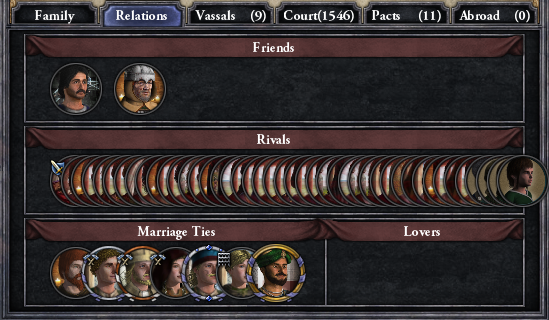 Family Relations Vassals (9) Court(1546) Pacts (11) Abroad (0)
Friends
Rivals
Marriage Ties Lovers